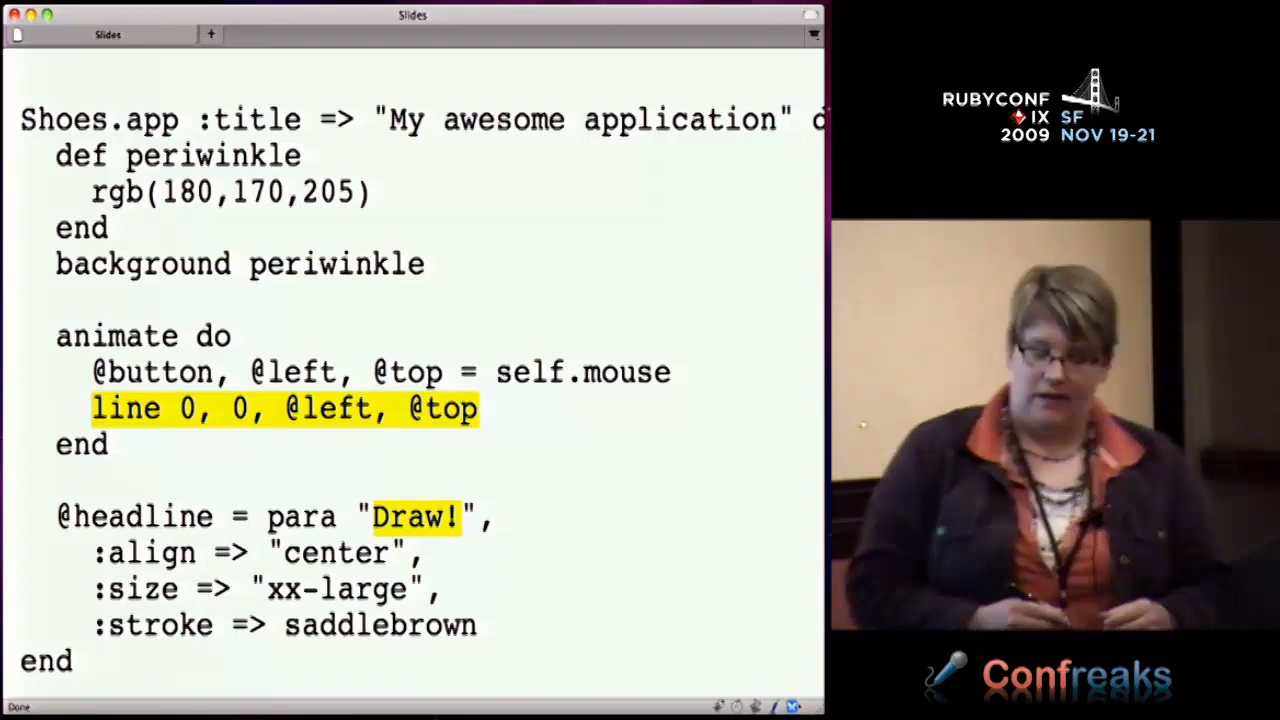 Slides
Slides
+
Shoes.app :title => "My awesome application" d
def periwinkle
rgb(180,170,205)
end
background periwinkle
animate do
@button, @left, @top = self.mouse
line 0, 0, @left, @top
end
@headline = para "Draw!",
:align => "center",
:size => "xx-large",
:stroke => saddlebrown
end
Done
RUBYCONF
IX SF
2009 NOV 19-21
Confreaks